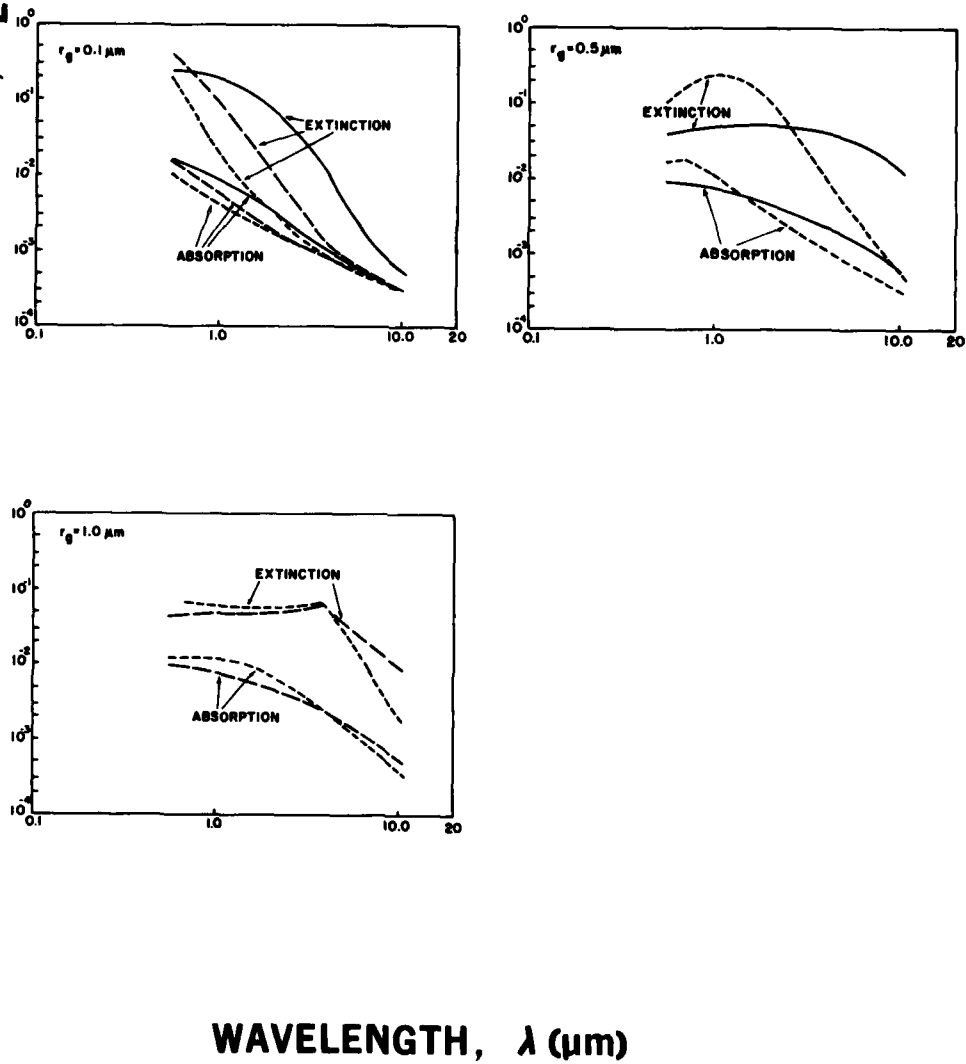 10⁰
r_g=0.1 μm
10⁻¹
EXTINCTION
10⁻²
ABSORPTION
10⁻³
10⁻⁴
0.1 1.0 10.0 20
10⁰
r_g=0.5 μm
10⁻¹
EXTINCTION
10⁻²
10⁻³
ABSORPTION
10⁻⁴
0.1 1.0 10.0 20
10⁰
r_g=1.0 μm
EXTINCTION
10⁻¹
10⁻²
ABSORPTION
10⁻³
10⁻⁴
0.1 1.0 10.0 20
WAVELENGTH, λ (μm)